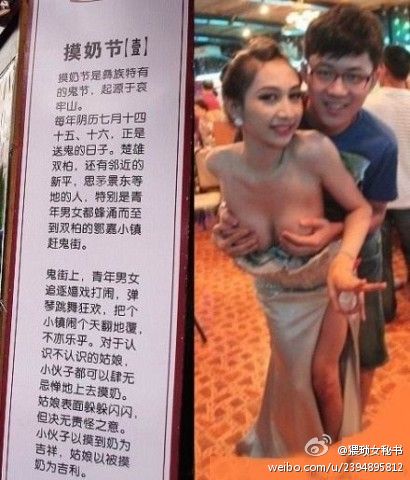 摸奶节【壹】
摸奶节是彝族特有
的鬼节，起源于哀
牢山。
每年阴历七月十四
十五、十六，正是
送鬼的日子。楚雄
双柏，还有邻近的
新平，思茅景东等
地的人，特别是青
年男女都蜂涌而至
到双柏的鄂嘉小镇
赶鬼街。
鬼街上，青年男女
追逐嬉戏打闹，弹
琴跳舞狂欢，把个
小镇闹个天翻地覆，
不亦乐乎。对于认
识不认识的姑娘，
小伙子都可以肆无
忌惮地上去摸奶。
姑娘表面躲躲闪闪，
但决无责怪之意。
小伙子以摸到奶为
吉祥，姑娘以被摸
奶为吉利。
@猥琐女秘书
weibo.com/u/2394895812